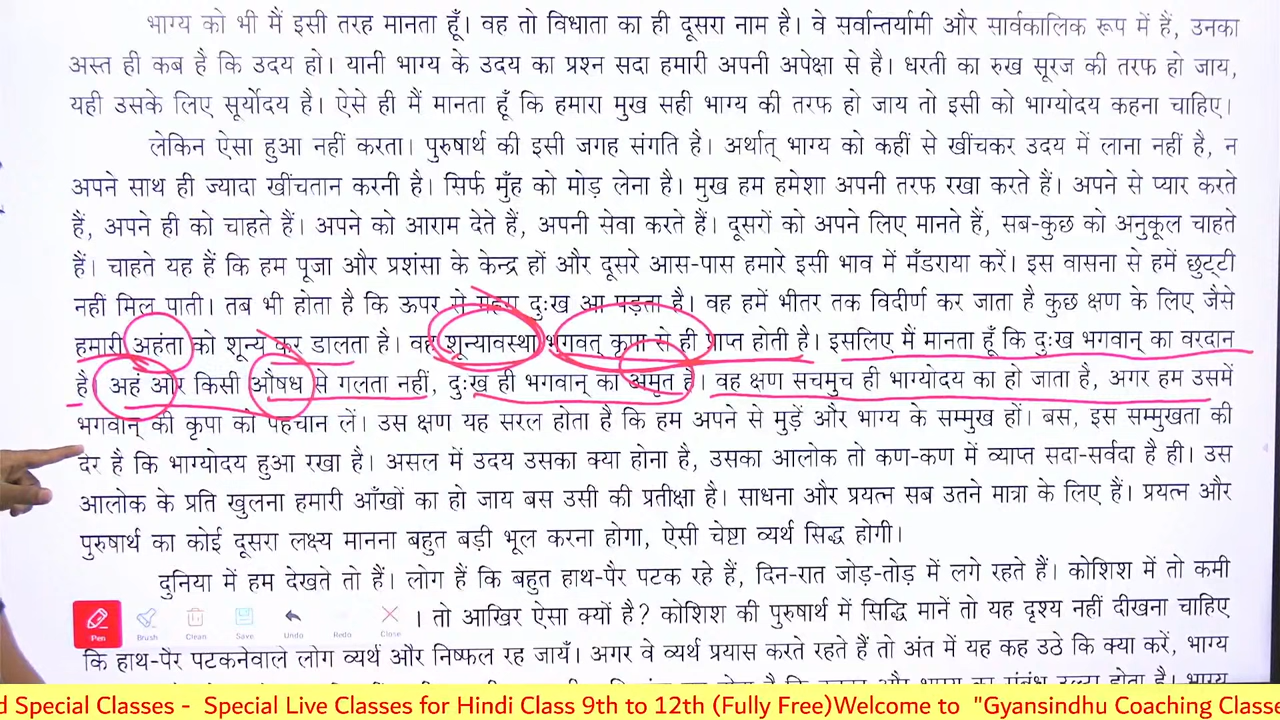 भाग्य को भी मैं इसी तरह मानता हूँ। वह तो विधाता का ही दूसरा नाम है। वे सर्वान्तर्यामी और सार्वकालिक रूप में हैं, उनका
अस्त ही कब है कि उदय हो। यानी भाग्य के उदय का प्रश्न सदा हमारी अपनी अपेक्षा से है। धरती का रुख सूरज की तरफ हो जाय,
यही उसके लिए सूर्योदय है। ऐसे ही मैं मानता हूँ कि हमारा मुख सही भाग्य की तरफ हो जाय तो इसी को भाग्योदय कहना चाहिए।
लेकिन ऐसा हुआ नहीं करता। पुरुषार्थ की इसी जगह संगति है। अर्थात् भाग्य को कहीं से खींचकर उदय में लाना नहीं है, न
अपने साथ ही ज्यादा खींचतान करनी है। सिर्फ मुँह को मोड़ लेना है। मुख हम हमेशा अपनी तरफ रखा करते हैं। अपने से प्यार करते
हैं, अपने ही को चाहते हैं। अपने को आराम देते हैं, अपनी सेवा करते हैं। दूसरों को अपने लिए मानते हैं, सब-कुछ को अनुकूल चाहते
हैं। चाहते यह हैं कि हम पूजा और प्रशंसा के केन्द्र हों और दूसरे आस-पास हमारे इसी भाव में मँडराया करें। इस वासना से हमें छुट्टी
नहीं मिल पाती। तब भी होता है कि ऊपर से गहरा दुःख आ पड़ता है। वह हमें भीतर तक विदीर्ण कर जाता है कुछ क्षण के लिए जैसे
हमारी अहंता को शून्य कर डालता है। वह शून्यावस्था भगवत् कृपा से ही प्राप्त होती है। इसलिए मैं मानता हूँ कि दुःख भगवान् का वरदान
है। अहं और किसी औषध से गलता नहीं, दुःख ही भगवान् का अमृत है। वह क्षण सचमुच ही भाग्योदय का हो जाता है, अगर हम उसमें
भगवान् की कृपा को पहचान लें। उस क्षण यह सरल होता है कि हम अपने से मुड़ें और भाग्य के सम्मुख हों। बस, इस सम्मुखता की
देर है कि भाग्योदय हुआ रखा है। असल में उदय उसका क्या होना है, उसका आलोक तो कण-कण में व्याप्त सदा-सर्वदा है ही। उस
आलोक के प्रति खुलना हमारी आँखों का हो जाय बस उसी की प्रतीक्षा है। साधना और प्रयत्न सब उतने मात्रा के लिए हैं। प्रयत्न और
पुरुषार्थ का कोई दूसरा लक्ष्य मानना बहुत बड़ी भूल करना होगा, ऐसी चेष्टा व्यर्थ सिद्ध होगी।
दुनिया में हम देखते तो हैं। लोग हैं कि बहुत हाथ-पैर पटक रहे हैं, दिन-रात जोड़-तोड़ में लगे रहते हैं। कोशिश में तो कमी
। तो आखिर ऐसा क्यों है? कोशिश की पुरुषार्थ में सिद्धि मानें तो यह दृश्य नहीं दीखना चाहिए
Pen Brush Clean Save Undo Redo Close
कि हाथ-पैर पटकनेवाले लोग व्यर्थ और निष्फल रह जायँ। अगर वे व्यर्थ प्रयास करत रहते हैं तो अंत में यह कह उठे कि क्या करें, भाग्य
d Special Classes - Special Live Classes for Hindi Class 9th to 12th (Fully Free)Welcome to "Gyansindhu Coaching Classe